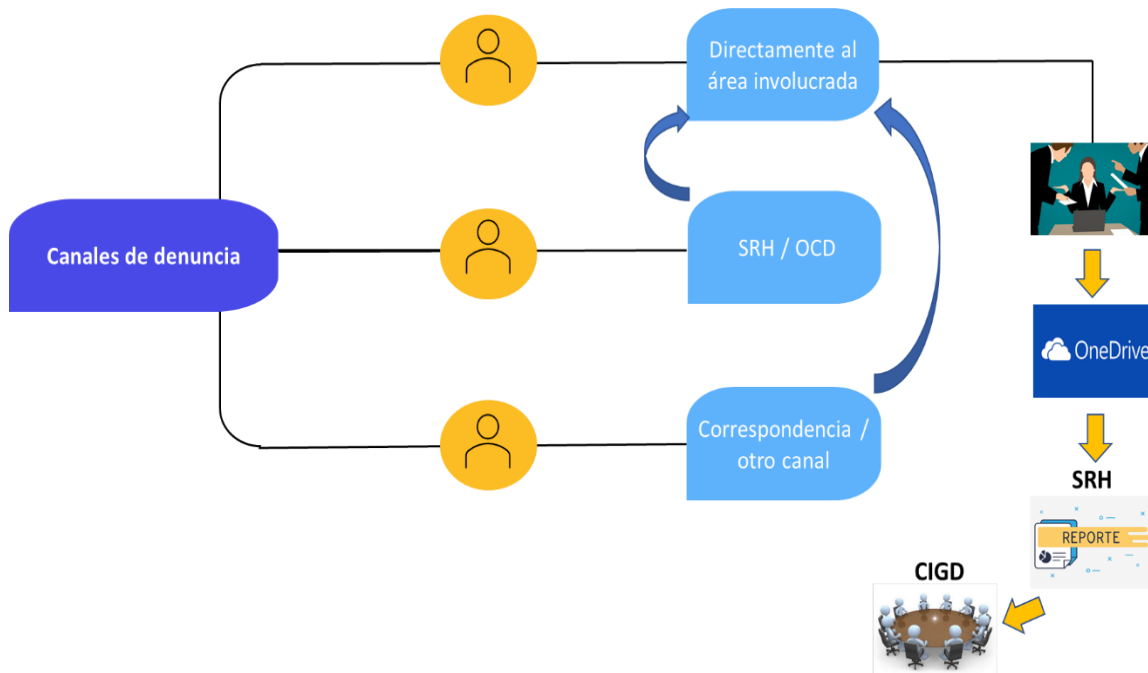 Directamente al
área involucrada
Canales de denuncia
SRH / OCD
OneDrive
Correspondencia /
otro canal
SRH
REPORTE
CIGD